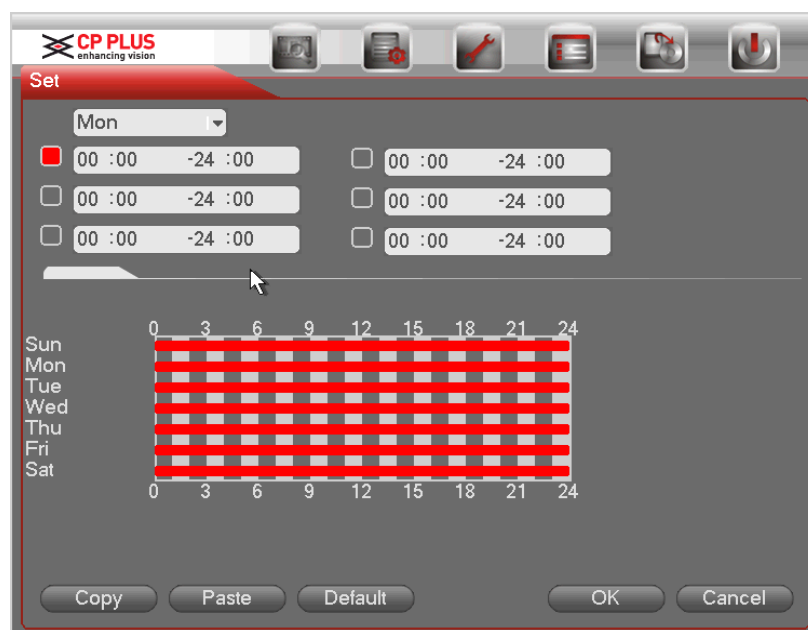 CP PLUS
enhancing vision
Set
Mon
00 :00 -24 :00 00 :00 -24 :00
00 :00 -24 :00 00 :00 -24 :00
00 :00 -24 :00 00 :00 -24 :00
0 3 6 9 12 15 18 21 24
Sun
Mon
Tue
Wed
Thu
Fri
Sat
0 3 6 9 12 15 18 21 24
Copy Paste Default OK Cancel